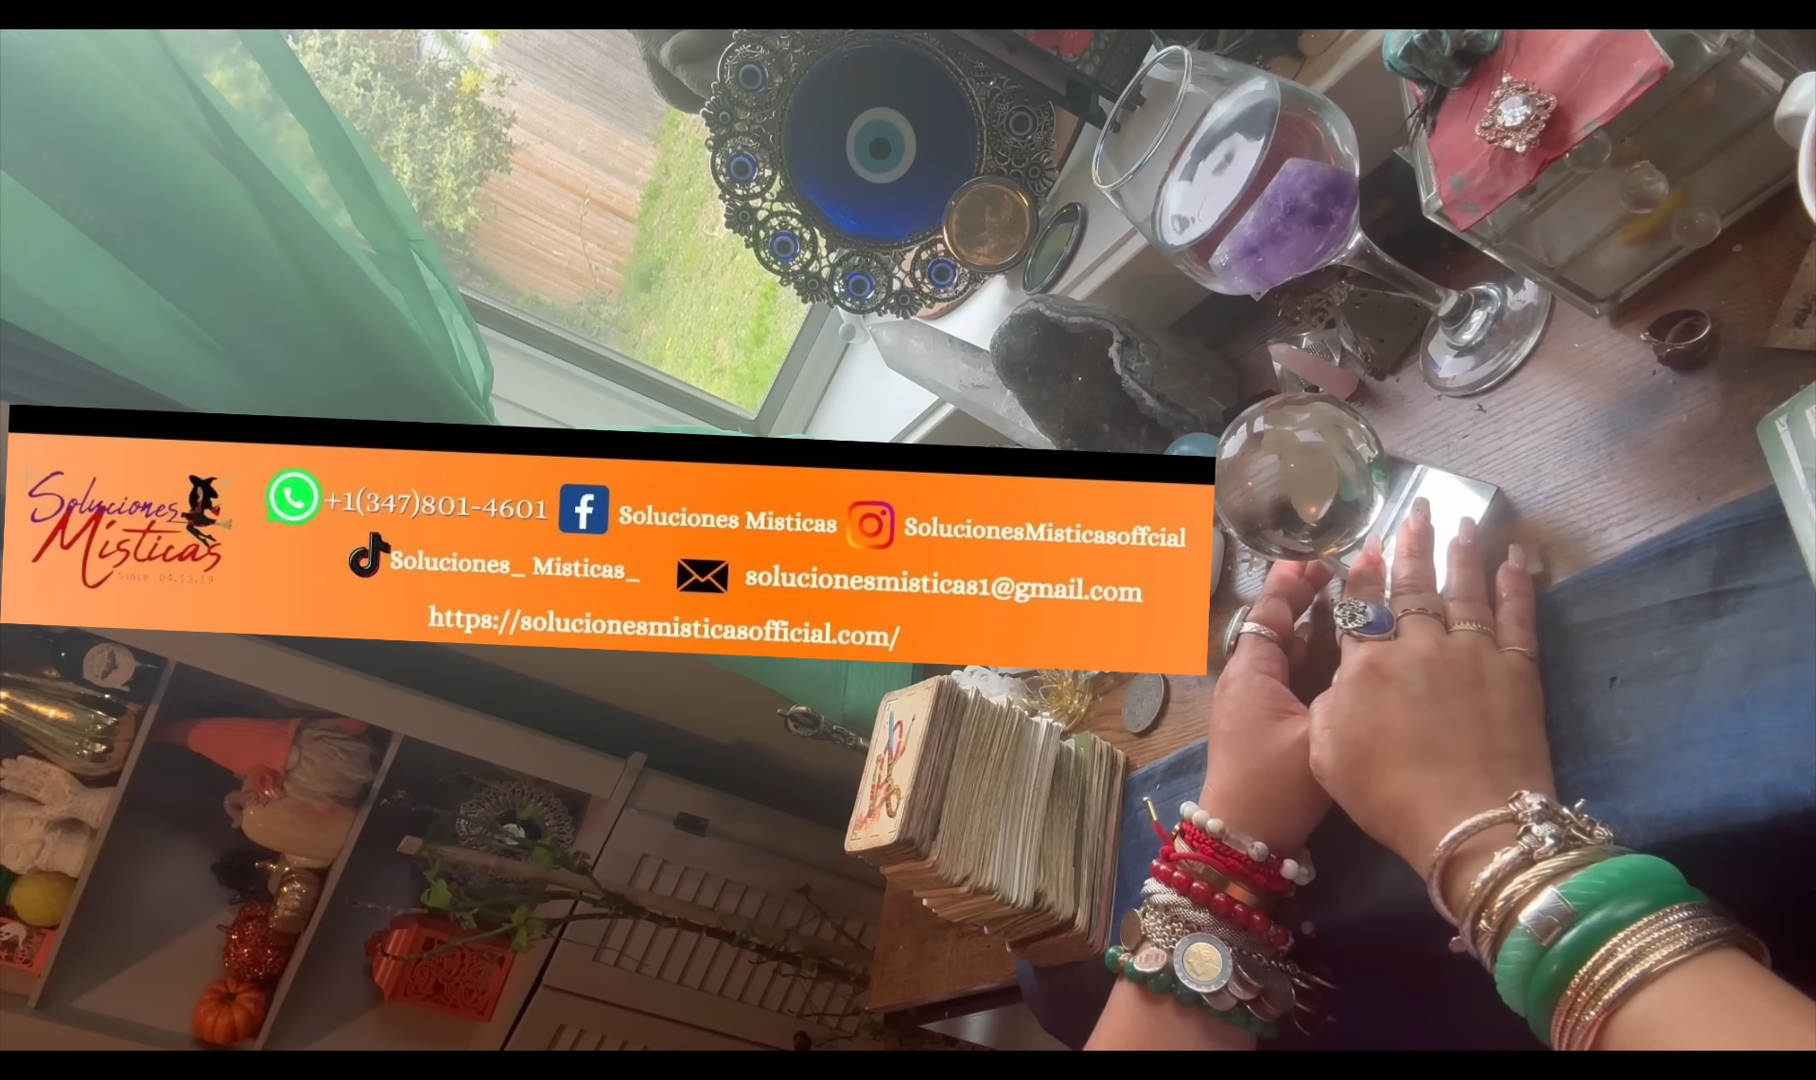 Soluciones
Misticas
Since 04.13.19
+1(347)801-4601
Soluciones Misticas
SolucionesMisticasoffcial
Soluciones_ Misticas_
solucionesmisticas1@gmail.com
https://solucionesmisticasofficial.com/